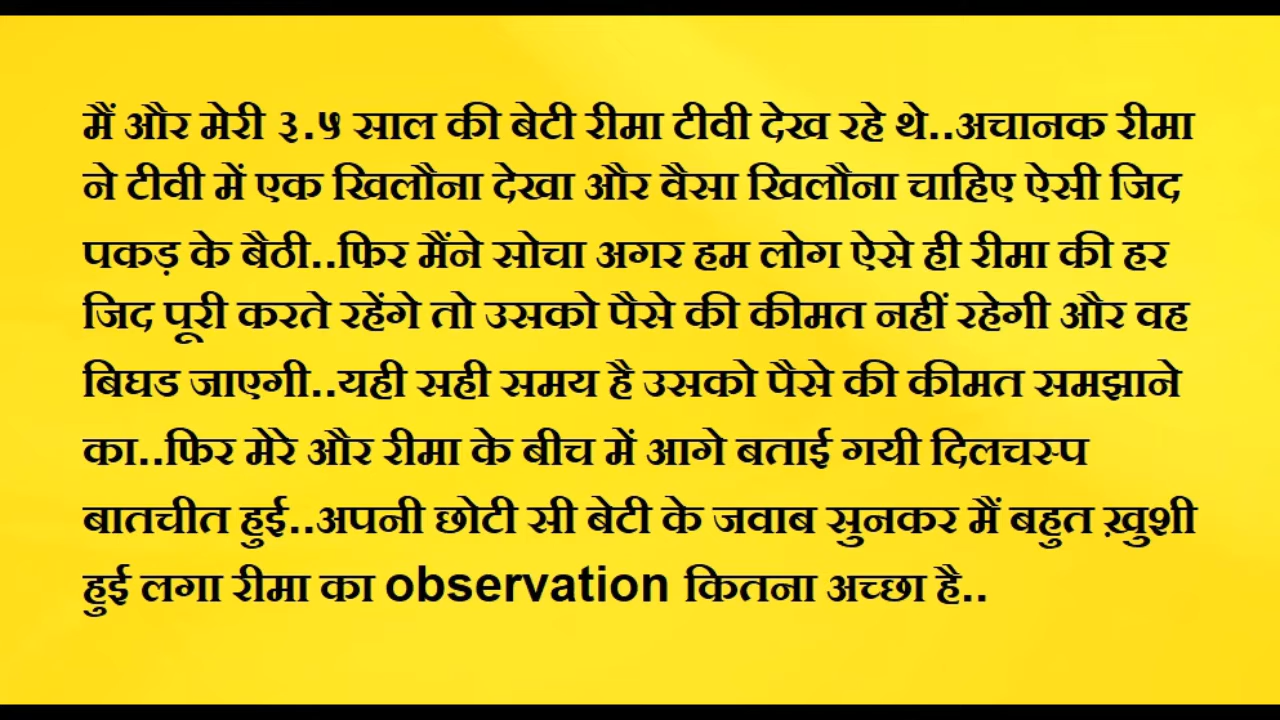 मैं और मेरी ३.५ साल की बेटी रीमा टीवी देख रहे थे..अचानक रीमा
ने टीवी में एक खिलौना देखा और वैसा खिलौना चाहिए ऐसी जिद
पकड़ के बैठी..फिर मैंने सोचा अगर हम लोग ऐसे ही रीमा की हर
जिद पूरी करते रहेंगे तो उसको पैसे की कीमत नहीं रहेगी और वह
बिघड जाएगी..यही सही समय है उसको पैसे की कीमत समझाने
का..फिर मेरे और रीमा के बीच में आगे बताई गयी दिलचस्प
बातचीत हुई..अपनी छोटी सी बेटी के जवाब सुनकर मैं बहुत ख़ुशी
हुई लगा रीमा का observation कितना अच्छा है..